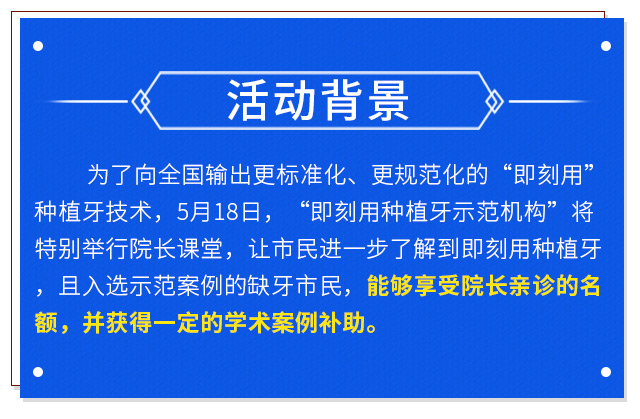 活动背景
为了向全国输出更标准化、更规范化的“即刻用”
种植牙技术，5月18日，“即刻用种植牙示范机构”将
特别举行院长课堂，让市民进一步了解到即刻用种植牙
，且入选示范案例的缺牙市民，能够享受院长亲诊的名
额，并获得一定的学术案例补助。